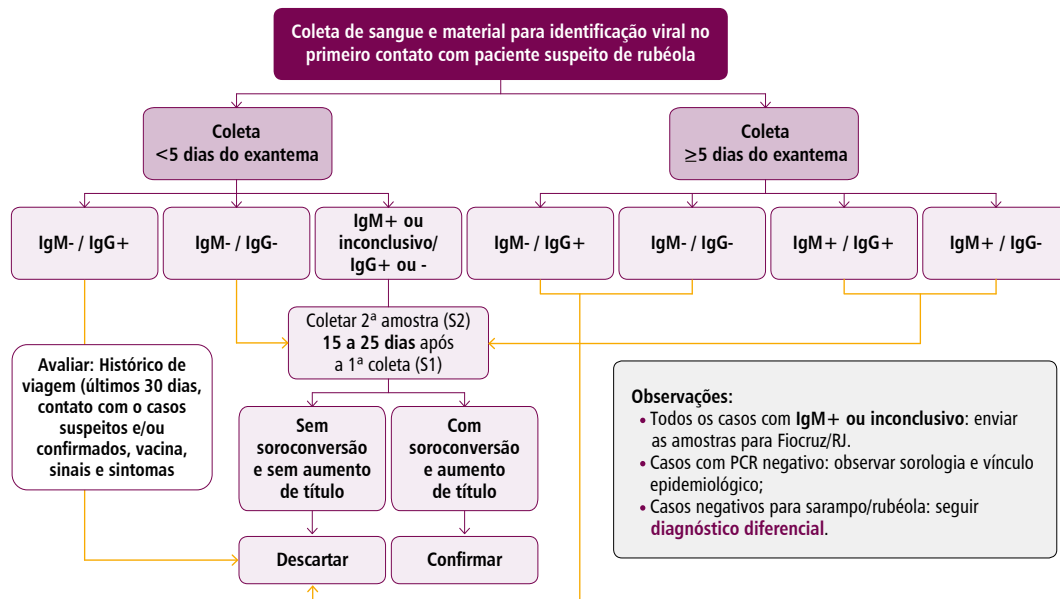 Coleta de sangue e material para identificação viral no
primeiro contato com paciente suspeito de rubéola
Coleta
<5 dias do exantema
Coleta
≥5 dias do exantema
IgM- / IgG+
IgM- / IgG-
IgM+ ou
inconclusivo/
IgG+ ou -
IgM- / IgG+
IgM- / IgG-
IgM+ / IgG+
IgM+ / IgG-
Coletar 2ª amostra (S2)
15 a 25 dias após
a 1ª coleta (S1)
Avaliar: Histórico de
viagem (últimos 30 dias,
contato com o casos
suspeitos e/ou
confirmados, vacina,
sinais e sintomas
Sem
soroconversão
e sem aumento
de título
Com
soroconversão
e aumento
de título
Descartar
Confirmar
Observações:
• Todos os casos com IgM+ ou inconclusivo: enviar
as amostras para Fiocruz/RJ.
• Casos com PCR negativo: observar sorologia e vínculo
epidemiológico;
• Casos negativos para sarampo/rubéola: seguir
diagnóstico diferencial.